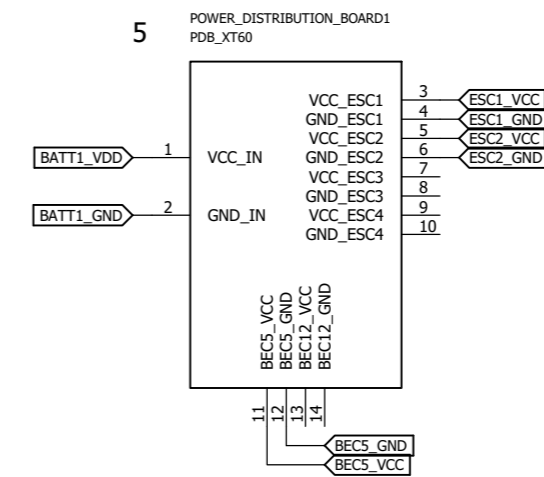 5
POWER_DISTRIBUTION_BOARD1
PDB_XT60
VCC_ESC1 3 ESC1_VCC
GND_ESC1 4 ESC1_GND
VCC_ESC2 5 ESC2_VCC
BATT1_VDD 1 VCC_IN GND_ESC2 6 ESC2_GND
VCC_ESC3 7
GND_ESC3 8
BATT1_GND 2 GND_IN VCC_ESC4 9
GND_ESC4 10
BEC5_VCC
BEC5_GND
BEC12_VCC
BEC12_GND
11
12
13
14
BEC5_GND
BEC5_VCC